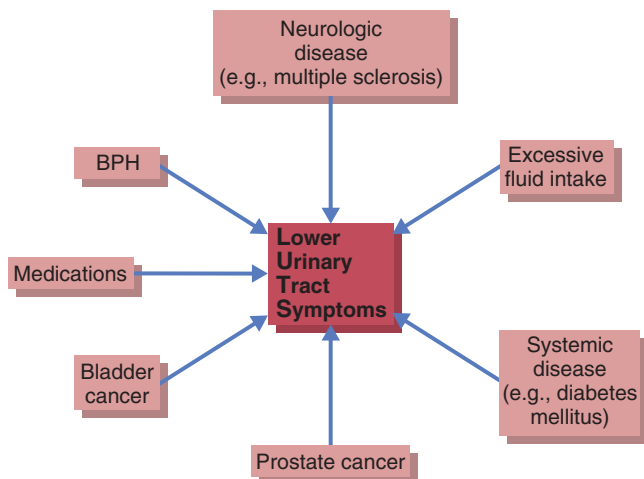 Neurologic
disease
(e.g., multiple sclerosis)
BPH
Excessive
fluid intake
Lower
Urinary
Tract
Symptoms
Medications
Bladder
cancer
Systemic
disease
(e.g., diabetes
mellitus)
Prostate cancer